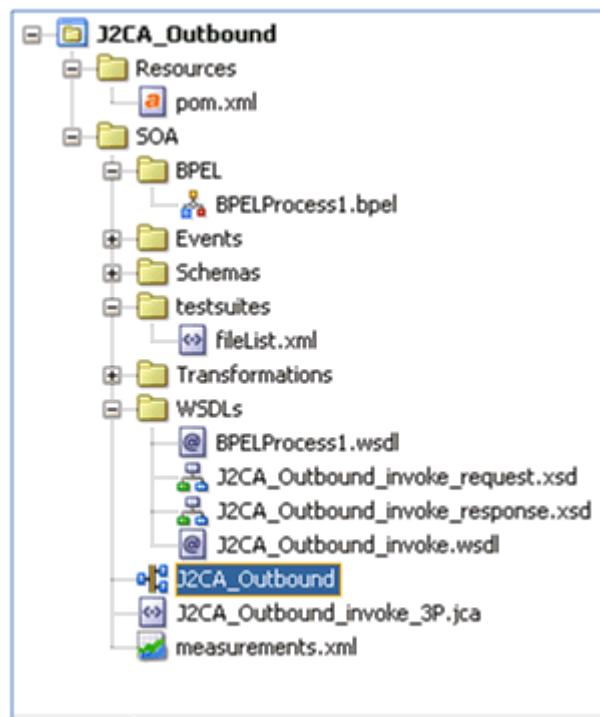 J2CA_Outbound
Resources
pom.xml
SOA
BPEL
BPELProcess1.bpel
Events
Schemas
testsuites
fileList.xml
Transformations
WSDLs
BPELProcess1.wsdl
J2CA_Outbound_invoke_request.xsd
J2CA_Outbound_invoke_response.xsd
J2CA_Outbound_invoke.wsdl
J2CA_Outbound
J2CA_Outbound_invoke_3P.jca
measurements.xml